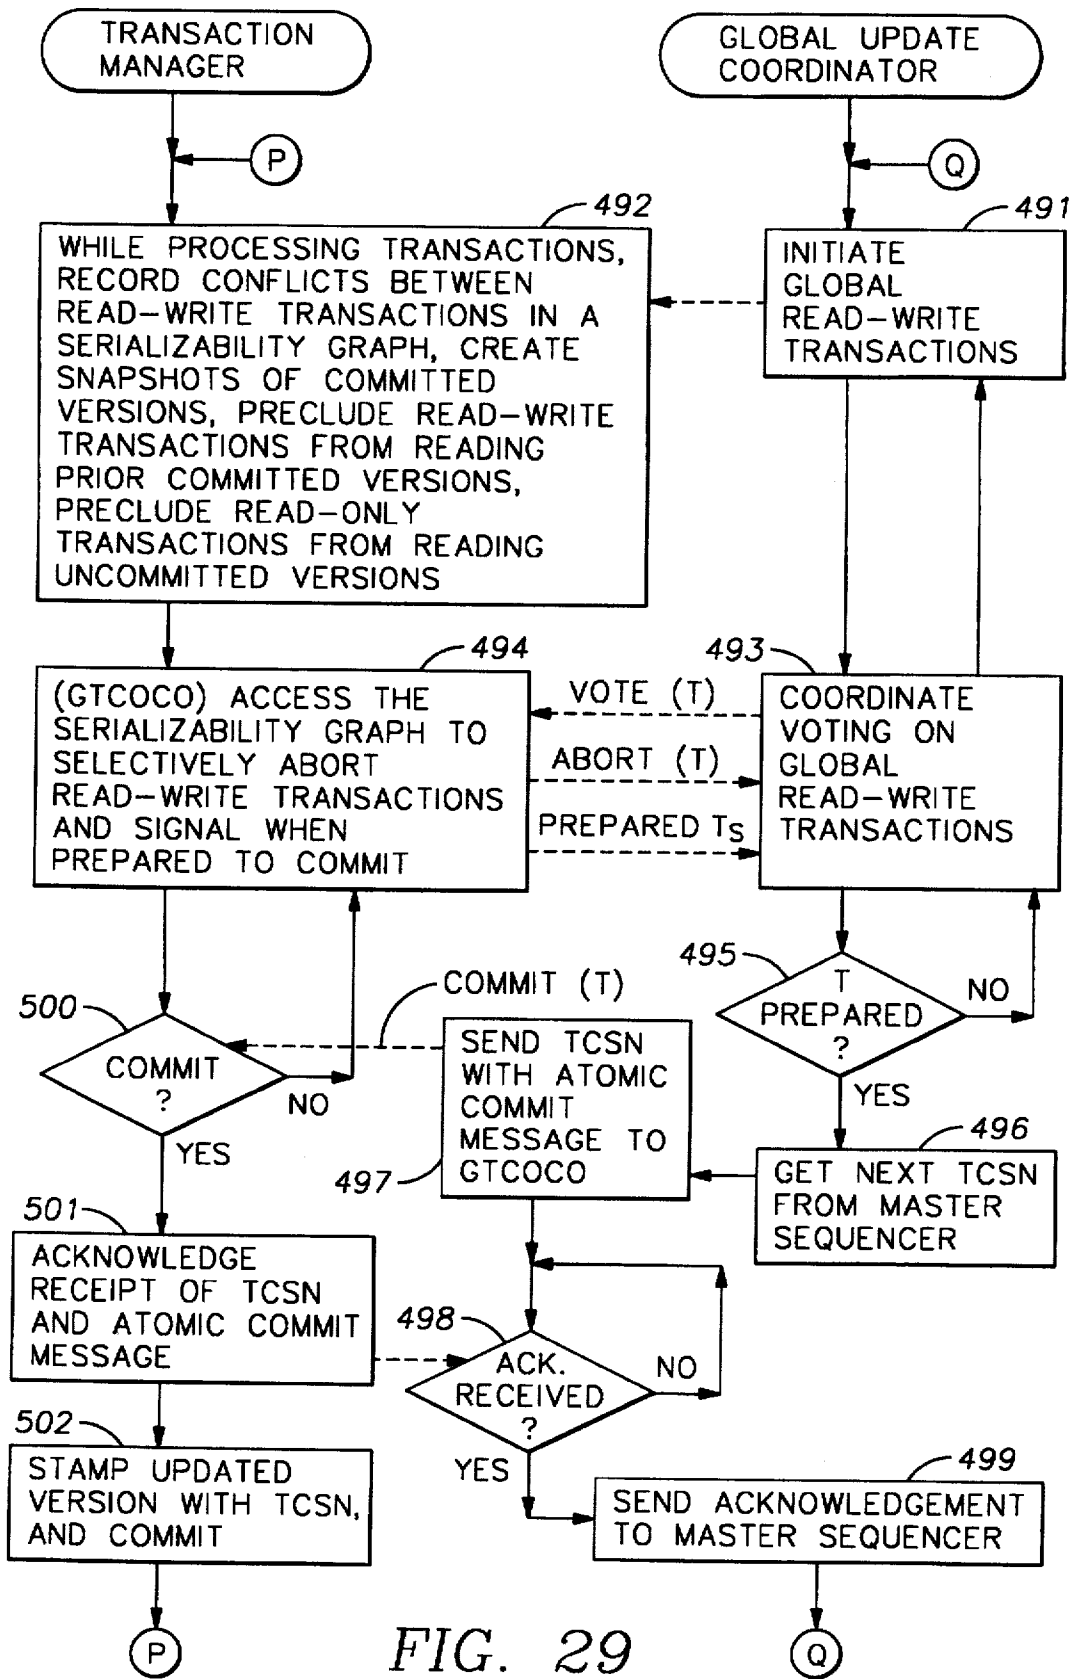 TRANSACTION
MANAGER
GLOBAL UPDATE
COORDINATOR
P
Q
492
491
WHILE PROCESSING TRANSACTIONS,
RECORD CONFLICTS BETWEEN
READ-WRITE TRANSACTIONS IN A
SERIALIZABILITY GRAPH, CREATE
SNAPSHOTS OF COMMITTED
VERSIONS, PRECLUDE READ-WRITE
TRANSACTIONS FROM READING
PRIOR COMMITTED VERSIONS,
PRECLUDE READ-ONLY
TRANSACTIONS FROM READING
UNCOMMITTED VERSIONS
INITIATE
GLOBAL
READ-WRITE
TRANSACTIONS
494
493
(GTCOCO) ACCESS THE
SERIALIZABILITY GRAPH TO
SELECTIVELY ABORT
READ-WRITE TRANSACTIONS
AND SIGNAL WHEN
PREPARED TO COMMIT
VOTE (T)
ABORT (T)
PREPARED TS
COORDINATE
VOTING ON
GLOBAL
READ-WRITE
TRANSACTIONS
495
T
PREPARED
?
NO
YES
COMMIT (T)
500
COMMIT
?
NO
YES
SEND TCSN
WITH ATOMIC
COMMIT
MESSAGE TO
GTCOCO
497
496
GET NEXT TCSN
FROM MASTER
SEQUENCER
501
ACKNOWLEDGE
RECEIPT OF TCSN
AND ATOMIC COMMIT
MESSAGE
498
ACK.
RECEIVED
?
NO
YES
502
STAMP UPDATED
VERSION WITH TCSN,
AND COMMIT
499
SEND ACKNOWLEDGEMENT
TO MASTER SEQUENCER
P
FIG. 29
Q